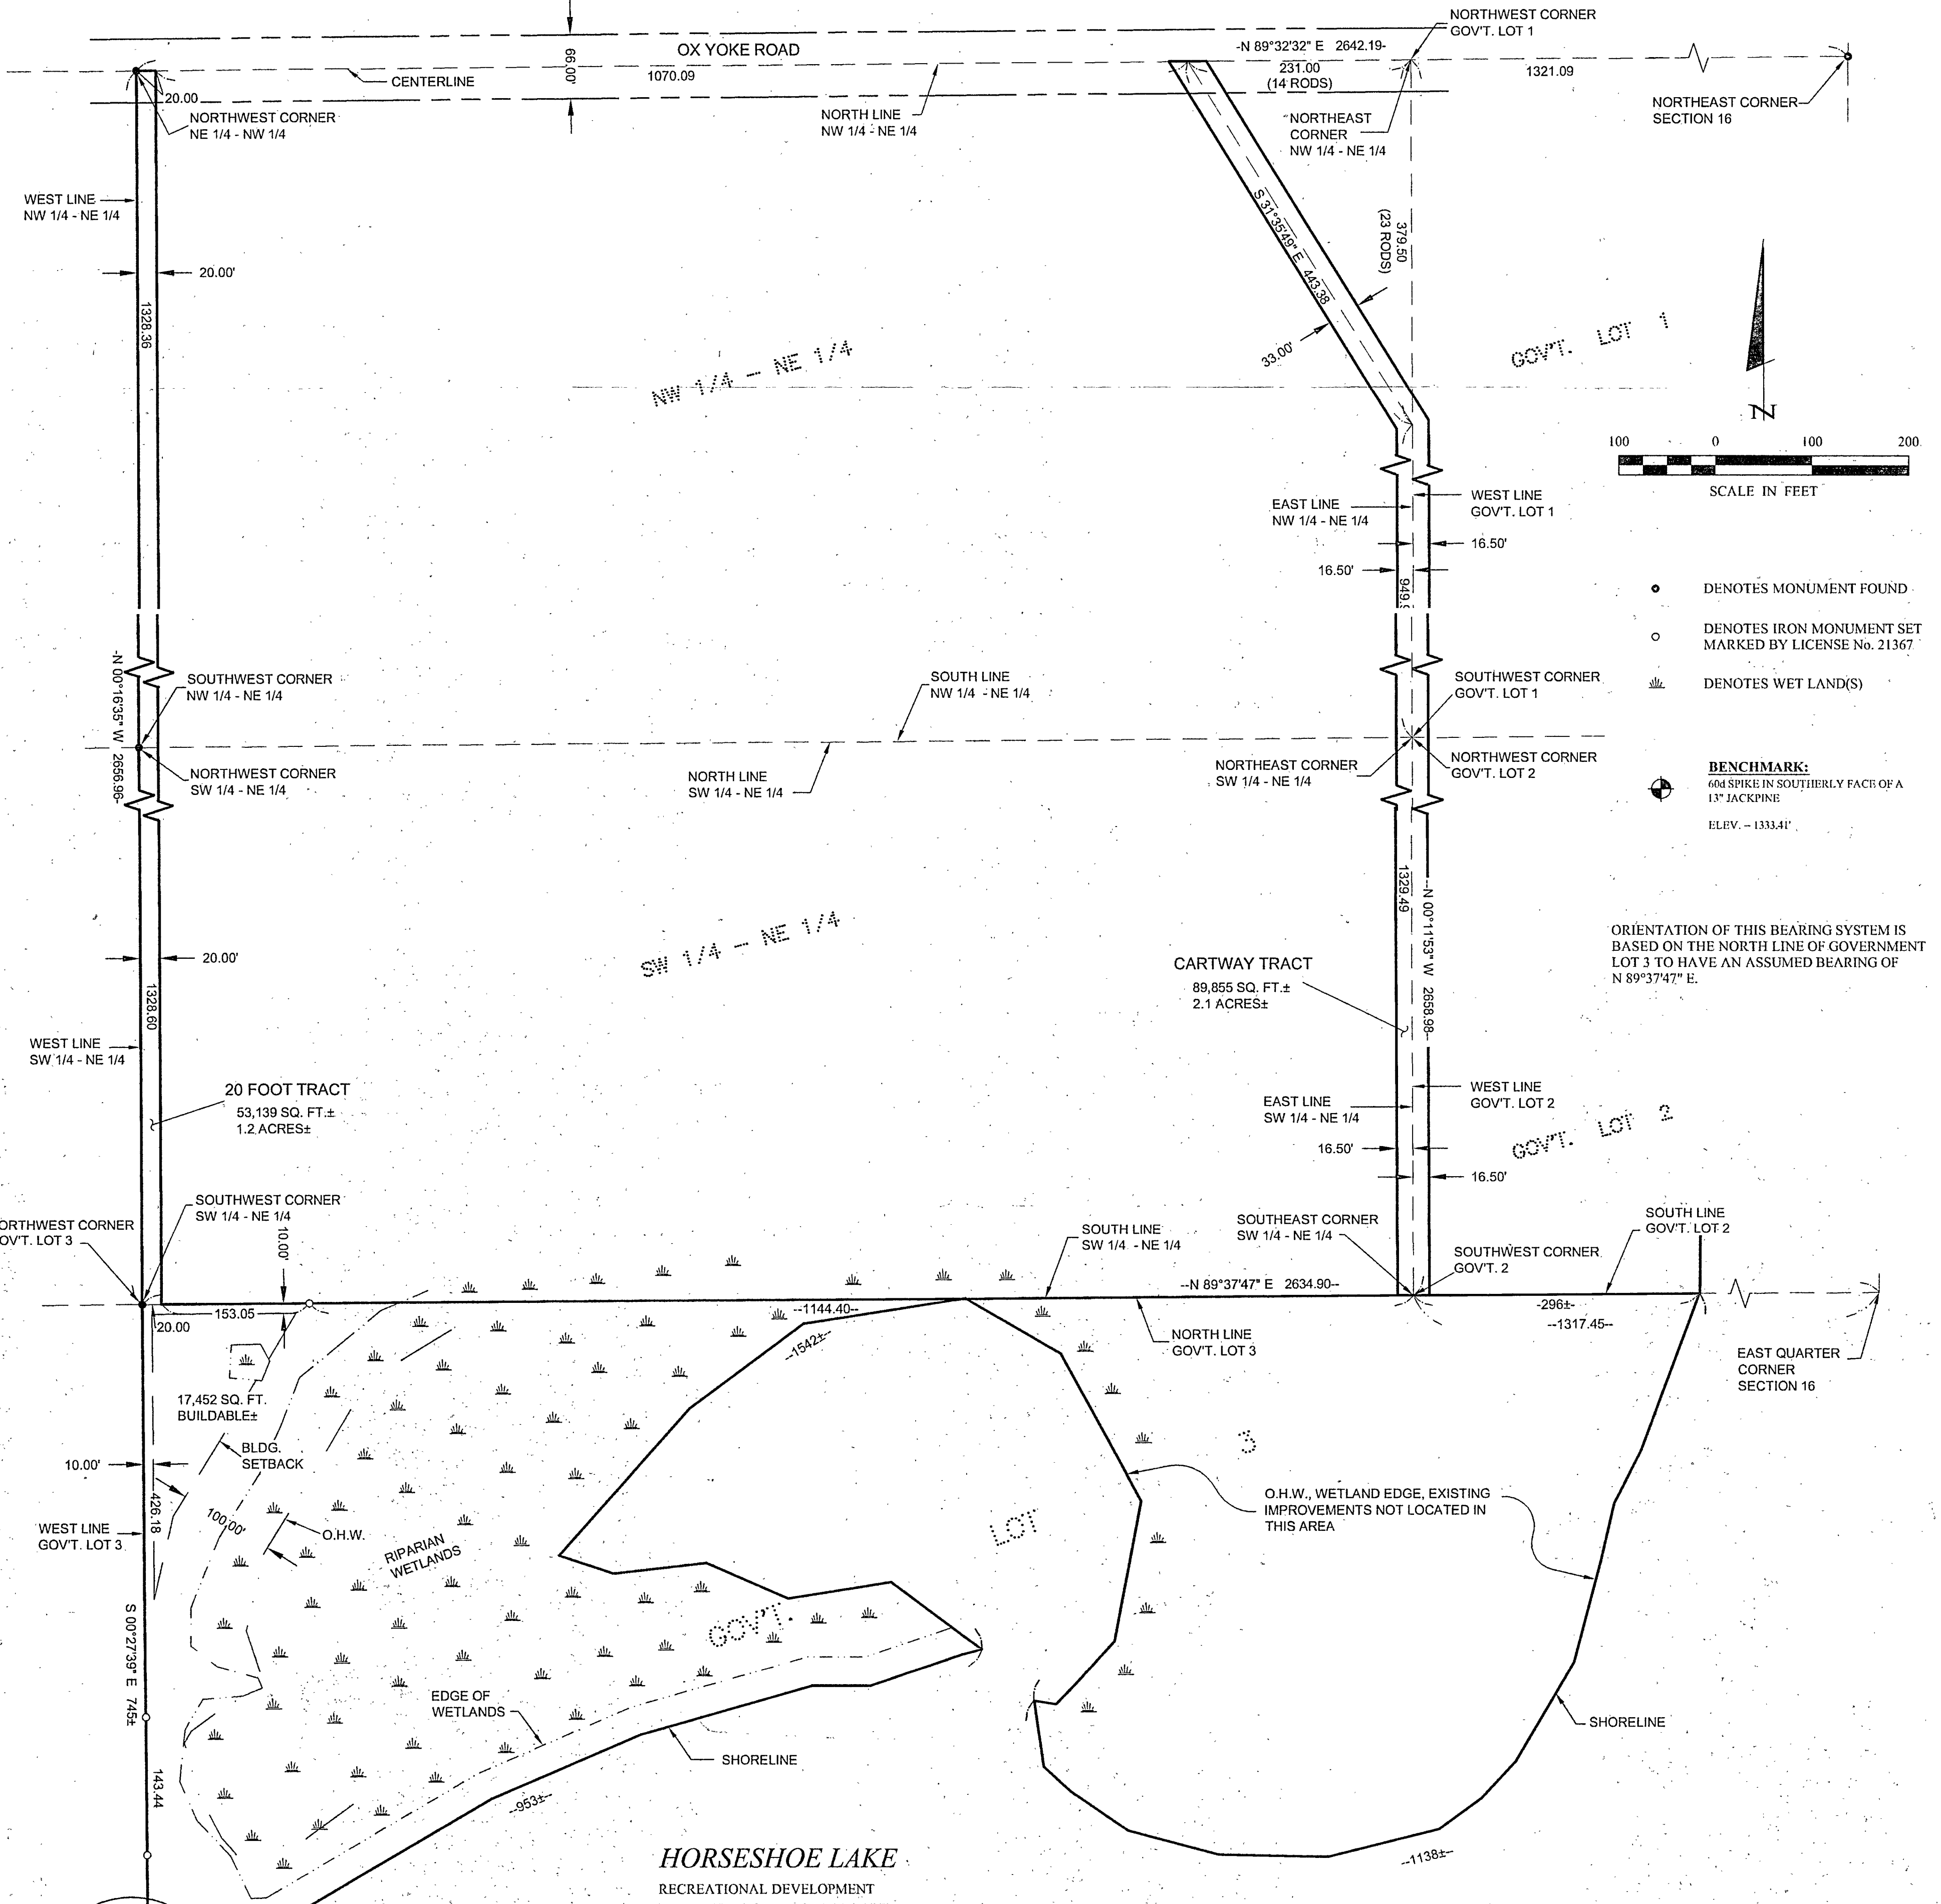 NORTHWEST CORNER
GOV'T. LOT 1
-N 89°32'32" E 2642.19-
OX YOKE ROAD
66.00'
CENTERLINE
1070.09
231.00
(14 RODS)
1321.09
20.00
NORTHWEST CORNER
NE 1/4 - NW 1/4
NORTH LINE
NW 1/4 - NE 1/4
NORTHEAST
CORNER
NW 1/4 - NE 1/4
NORTHEAST CORNER
SECTION 16
WEST LINE
NW 1/4 - NE 1/4
20.00'
1328.36
S 31°35'49" E 443.38
379.50
(23 RODS)
33.00'
NW 1/4 - NE 1/4
GOV'T. LOT 1
N
100 0 100 200
SCALE IN FEET
EAST LINE
NW 1/4 - NE 1/4
WEST LINE
GOV'T. LOT 1
16.50'
16.50'
949.9
DENOTES MONUMENT FOUND
DENOTES IRON MONUMENT SET
MARKED BY LICENSE No. 21367
DENOTES WET LAND(S)
-N 00°16'35" W 2656.96-
SOUTHWEST CORNER
NW 1/4 - NE 1/4
SOUTH LINE
NW 1/4 - NE 1/4
SOUTHWEST CORNER
GOV'T. LOT 1
NORTHWEST CORNER
SW 1/4 - NE 1/4
NORTH LINE
SW 1/4 - NE 1/4
NORTHEAST CORNER
SW 1/4 - NE 1/4
NORTHWEST CORNER
GOV'T. LOT 2
BENCHMARK:
60d SPIKE IN SOUTHERLY FACE OF A
13" JACKPINE
ELEV. – 1333.41'
1329.49
--N 00°11'53" W 2658.98--
ORIENTATION OF THIS BEARING SYSTEM IS
BASED ON THE NORTH LINE OF GOVERNMENT
LOT 3 TO HAVE AN ASSUMED BEARING OF
N 89°37'47" E.
SW 1/4 - NE 1/4
20.00'
1328.60
CARTWAY TRACT
89,855 SQ. FT.±
2.1 ACRES±
WEST LINE
SW 1/4 - NE 1/4
20 FOOT TRACT
53,139 SQ. FT.±
1.2 ACRES±
EAST LINE
SW 1/4 - NE 1/4
WEST LINE
GOV'T. LOT 2
GOV'T. LOT 2
16.50'
16.50'
SOUTHWEST CORNER
SW 1/4 - NE 1/4
ORTHWEST CORNER
OV'T. LOT 3
10.00'
SOUTH LINE
SW 1/4 - NE 1/4
SOUTHEAST CORNER
SW 1/4 - NE 1/4
SOUTH LINE
GOV'T. LOT 2
SOUTHWEST CORNER
GOV'T. 2
--N 89°37'47" E 2634.90--
153.05
20.00
--1144.40--
-296±-
--1317.45--
NORTH LINE
GOV'T. LOT 3
--1542±--
EAST QUARTER
CORNER
SECTION 16
17,452 SQ. FT.
BUILDABLE±
BLDG.
SETBACK
10.00'
426.18
100.00'
O.H.W.
WEST LINE
GOV'T. LOT 3
RIPARIAN
WETLANDS
3
O.H.W., WETLAND EDGE, EXISTING
IMPROVEMENTS NOT LOCATED IN
THIS AREA
LOT
GOV'T.
S 00°27'39" E 745±
EDGE OF
WETLANDS
SHORELINE
SHORELINE
143.44
--953±--
--1138±--
HORSESHOE LAKE
RECREATIONAL DEVELOPMENT